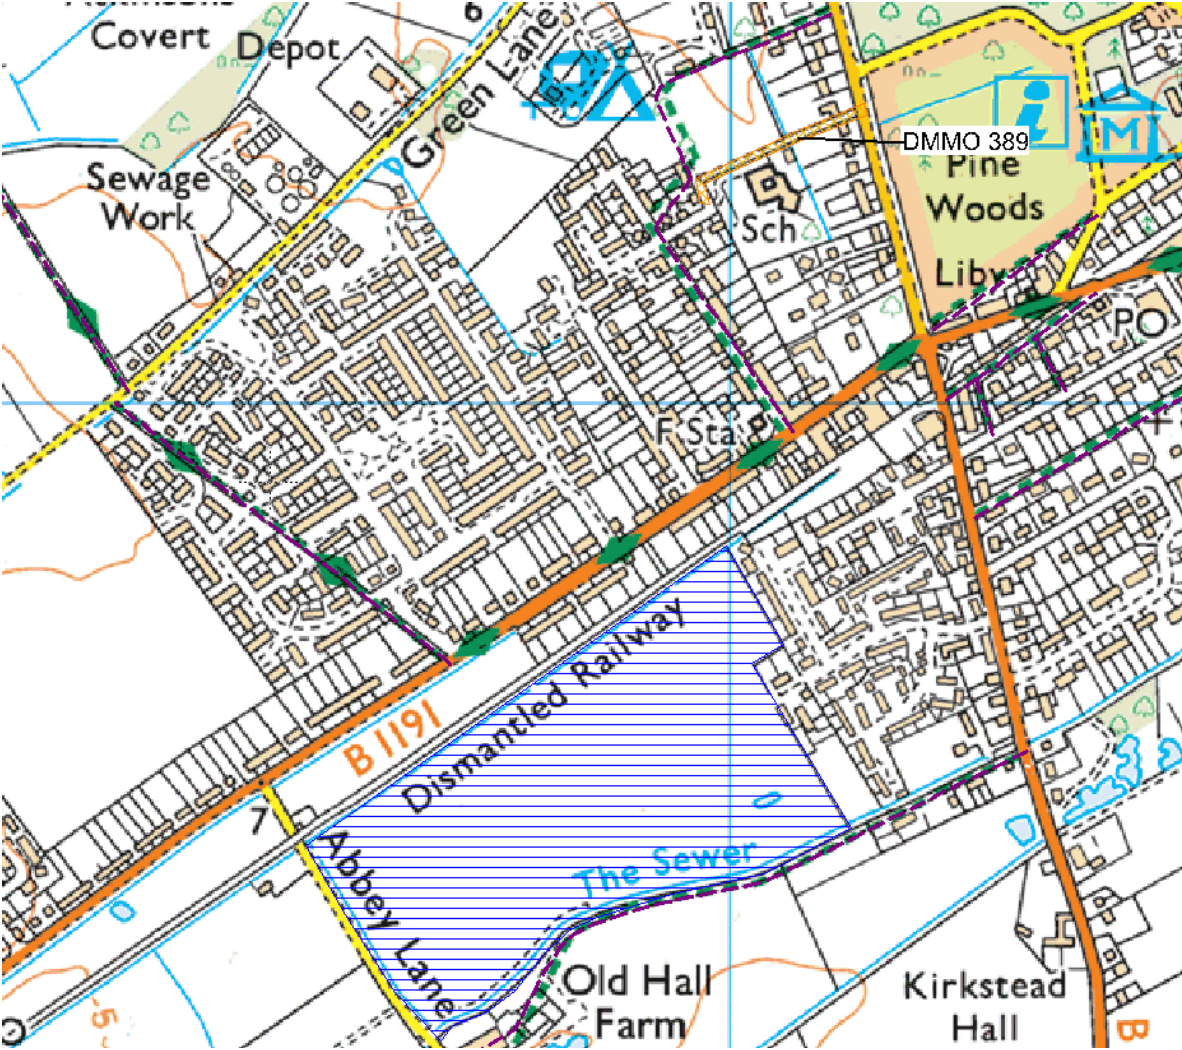 Covert
Depot
6
Green Lane
DMMO 389
i
M
Pine
Woods
Sewage
Work
Sch
Liby
PO
F Sta
B 1191
Dismantled Railway
7
Abbey Lane
The Sewer
Old Hall
Farm
Kirkstead
Hall
5
B